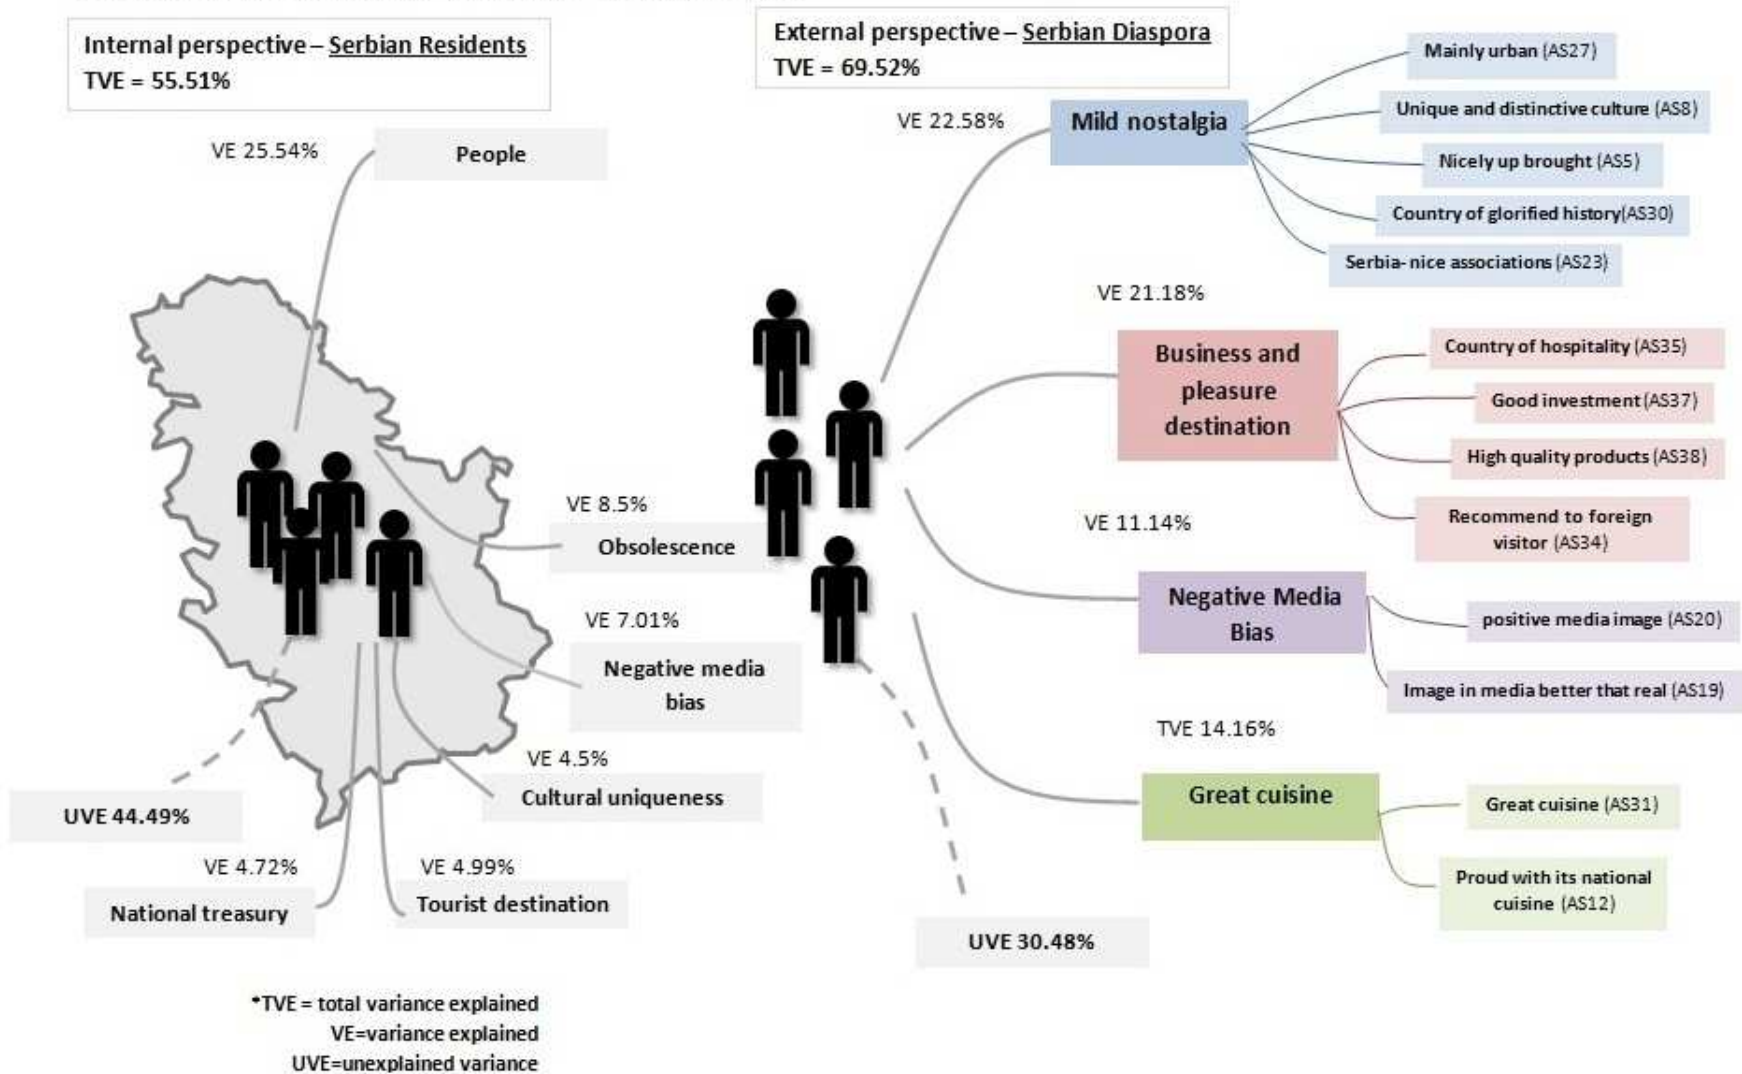 Internal perspective – Serbian Residents
TVE = 55.51%
VE 25.54%
People
VE 8.5%
Obsolescence
VE 7.01%
Negative media
bias
VE 4.5%
Cultural uniqueness
UVE 44.49%
VE 4.72%
National treasury
VE 4.99%
Tourist destination
External perspective – Serbian Diaspora
TVE = 69.52%
VE 22.58%
Mild nostalgia
Mainly urban (AS27)
Unique and distinctive culture (AS8)
Nicely up brought (AS5)
Country of glorified history(AS30)
Serbia- nice associations (AS23)
VE 21.18%
Business and
pleasure
destination
Country of hospitality (AS35)
Good investment (AS37)
High quality products (AS38)
Recommend to foreign
visitor (AS34)
VE 11.14%
Negative Media
Bias
positive media image (AS20)
Image in media better that real (AS19)
TVE 14.16%
Great cuisine
Great cuisine (AS31)
Proud with its national
cuisine (AS12)
UVE 30.48%
*TVE = total variance explained
VE=variance explained
UVE=unexplained variance